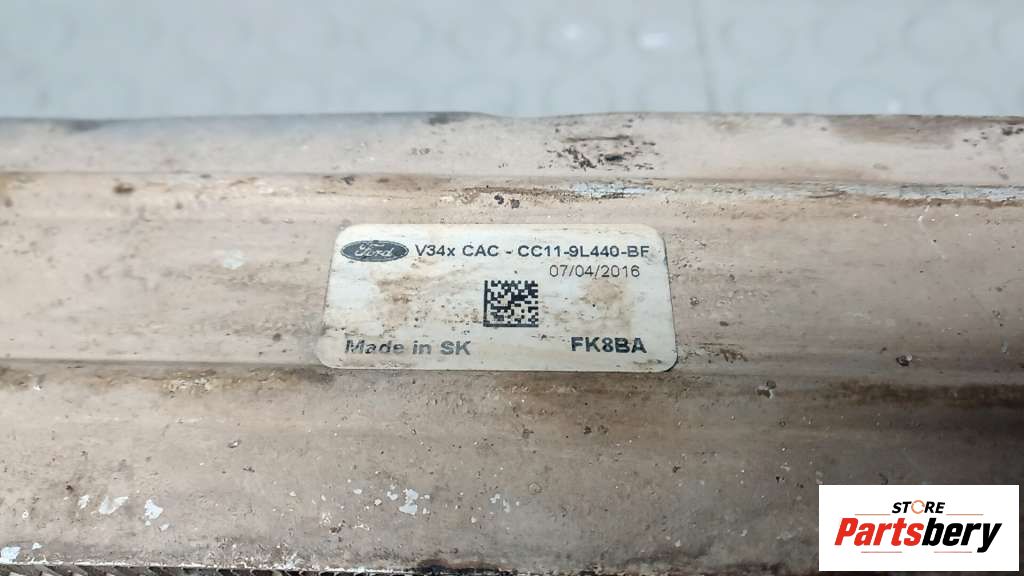 Ford V34x CAC - CC11-9L440-BF
07/04/2016
Made in SK FK8BA
STORE
Partsbery